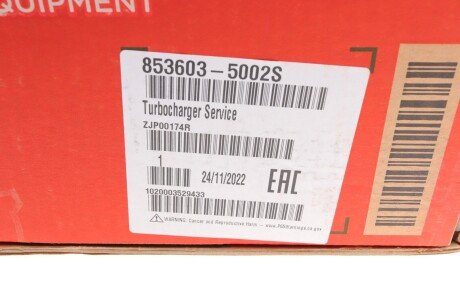 EQUIPMENT
853603-5002S
Turbocharger Service
ZJP00174R
1
24/11/2022
EAC
1020003529433
WARNING: Cancer and Reproductive Harm - www.P65Warnings.ca.gov